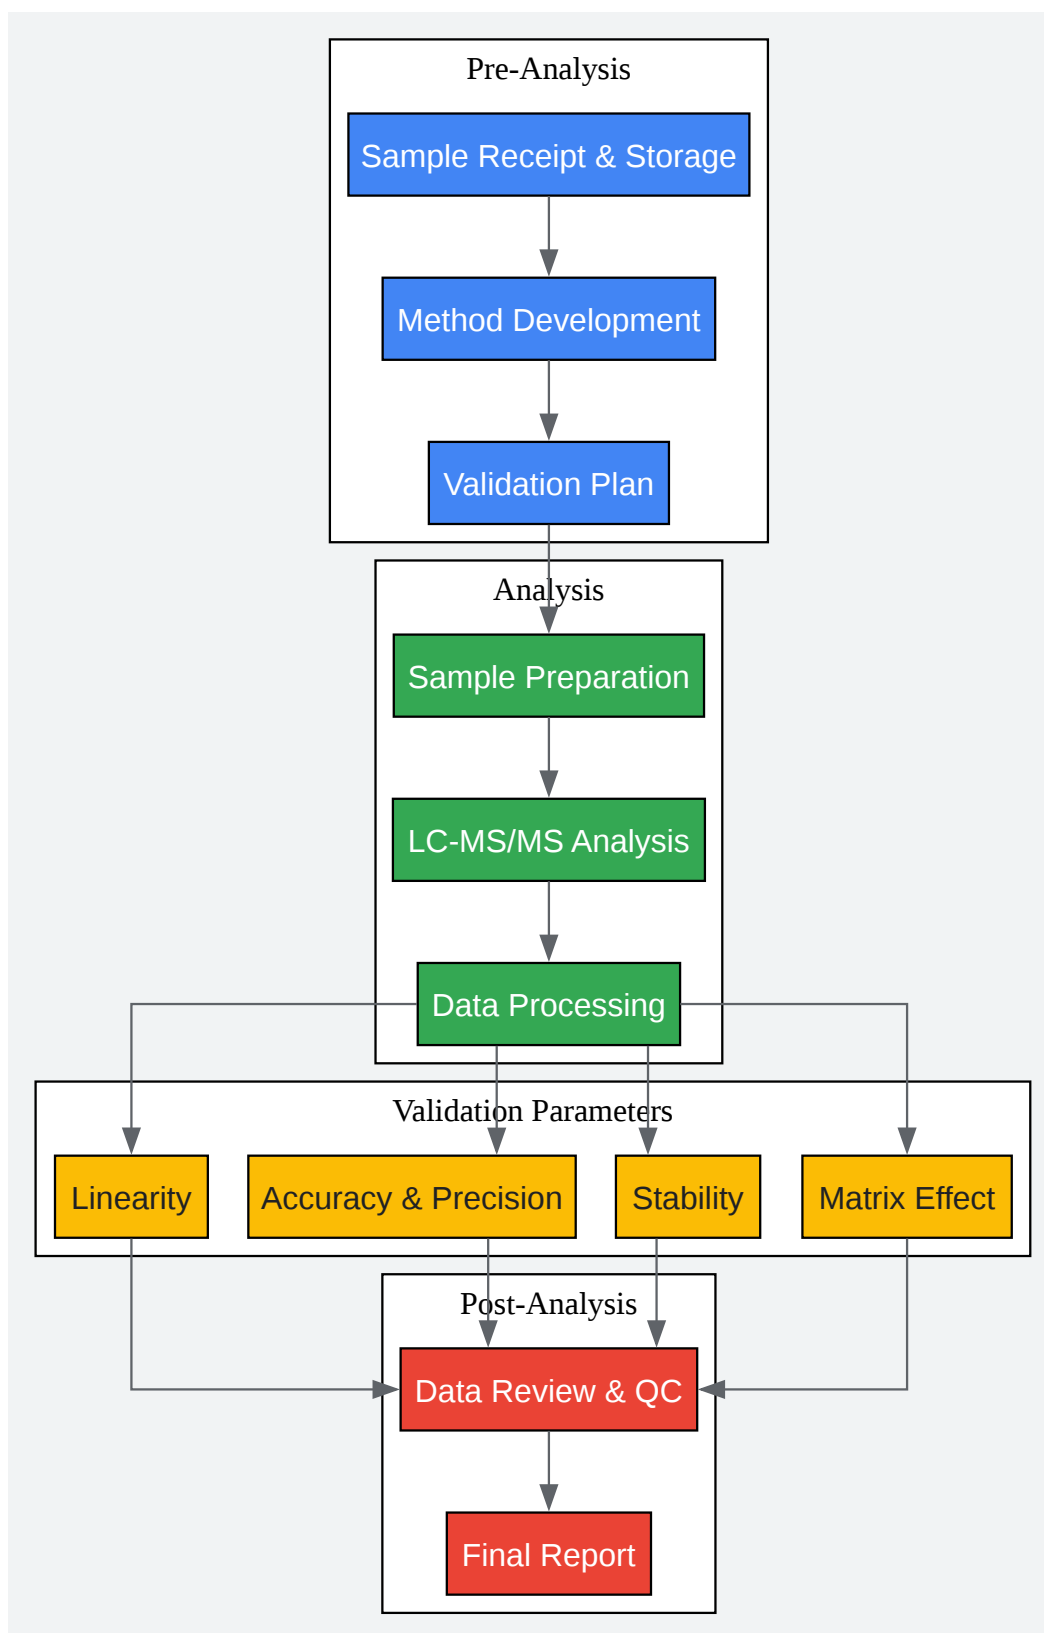 Pre-Analysis
Sample Receipt & Storage
Method Development
Validation Plan
Analysis
Sample Preparation
LC-MS/MS Analysis
Data Processing
Validation Parameters
Linearity
Accuracy & Precision
Stability
Matrix Effect
Post-Analysis
Data Review & QC
Final Report